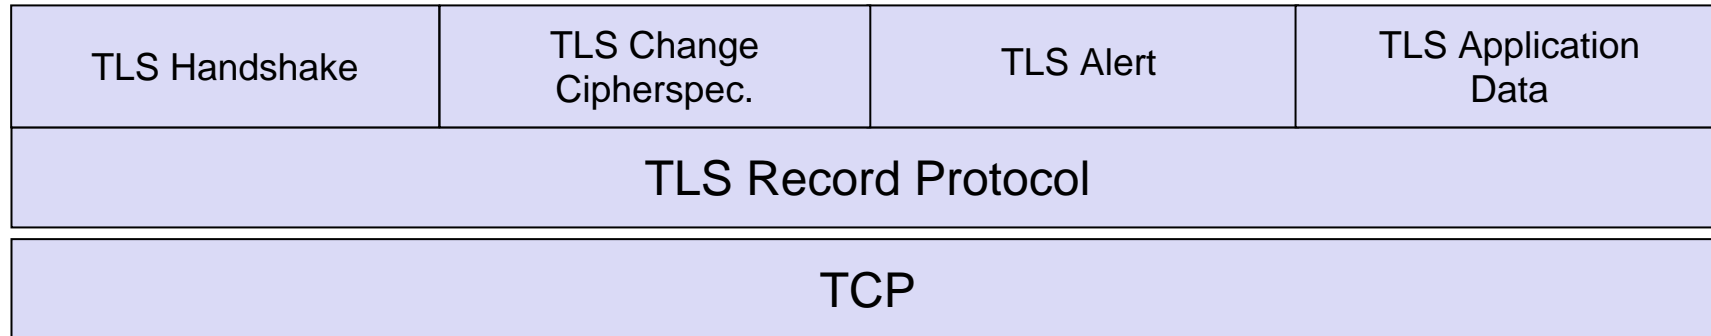 TLS Handshake
TLS Change
Cipherspec.
TLS Alert
TLS Application
Data
TLS Record Protocol
TCP